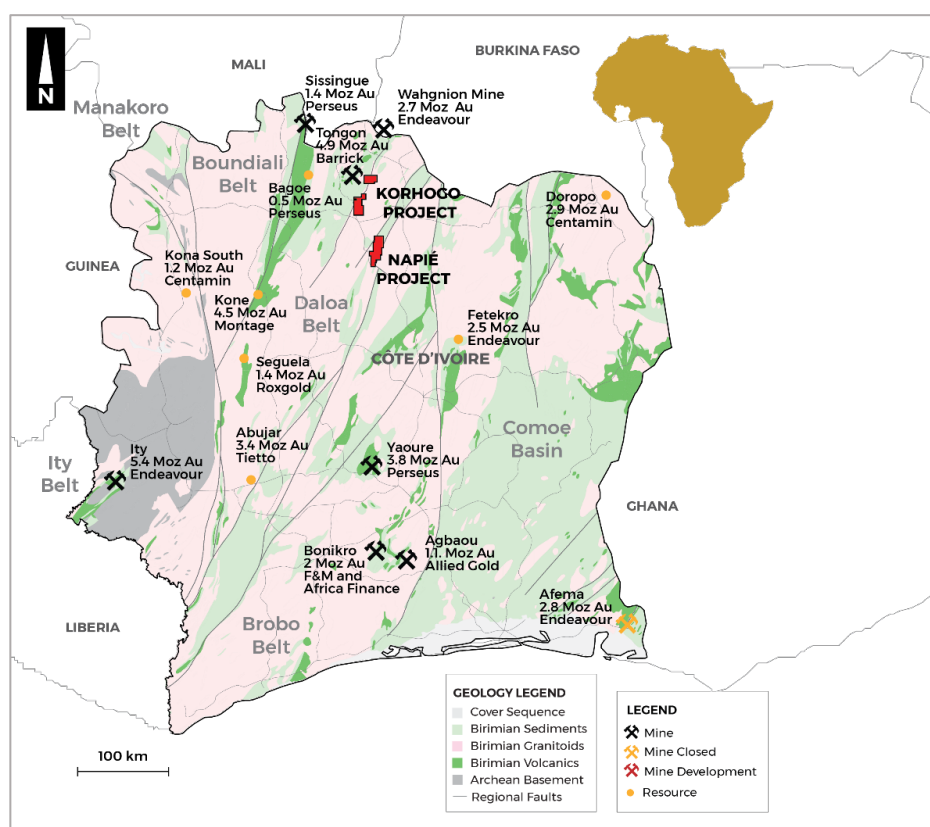 N
MALI
BURKINA FASO
Manakoro
Belt
Sissingue
1.4 Moz Au
Perseus
Wahgnion Mine
2.7 Moz Au
Endeavour
Tongon
4.9 Moz Au
Barrick
Boundiali
Belt
Bagoe
0.5 Moz Au
Perseus
KORHOGO
PROJECT
Doropo
2.9 Moz Au
Centamin
NAPIÉ
PROJECT
GUINEA
Kona South
1.2 Moz Au
Centamin
Kone
4.5 Moz Au
Montage
Daloa
Belt
Fetekro
2.5 Moz Au
Endeavour
CÔTE D'IVOIRE
Seguela
1.4 Moz Au
Roxgold
Abujar
3.4 Moz Au
Tietto
Comoe
Basin
Ity
Belt
Ity
5.4 Moz Au
Endeavour
Yaoure
3.8 Moz Au
Perseus
GHANA
Bonikro
2 Moz Au
F&M and
Africa Finance
Agbaou
1.1. Moz Au
Allied Gold
Afema
2.8 Moz Au
Endeavour
LIBERIA
Brobo
Belt
100 km
GEOLOGY LEGEND
Cover Sequence
Birimian Sediments
Birimian Granitoids
Birimian Volcanics
Archean Basement
Regional Faults
LEGEND
Mine
Mine Closed
Mine Development
Resource